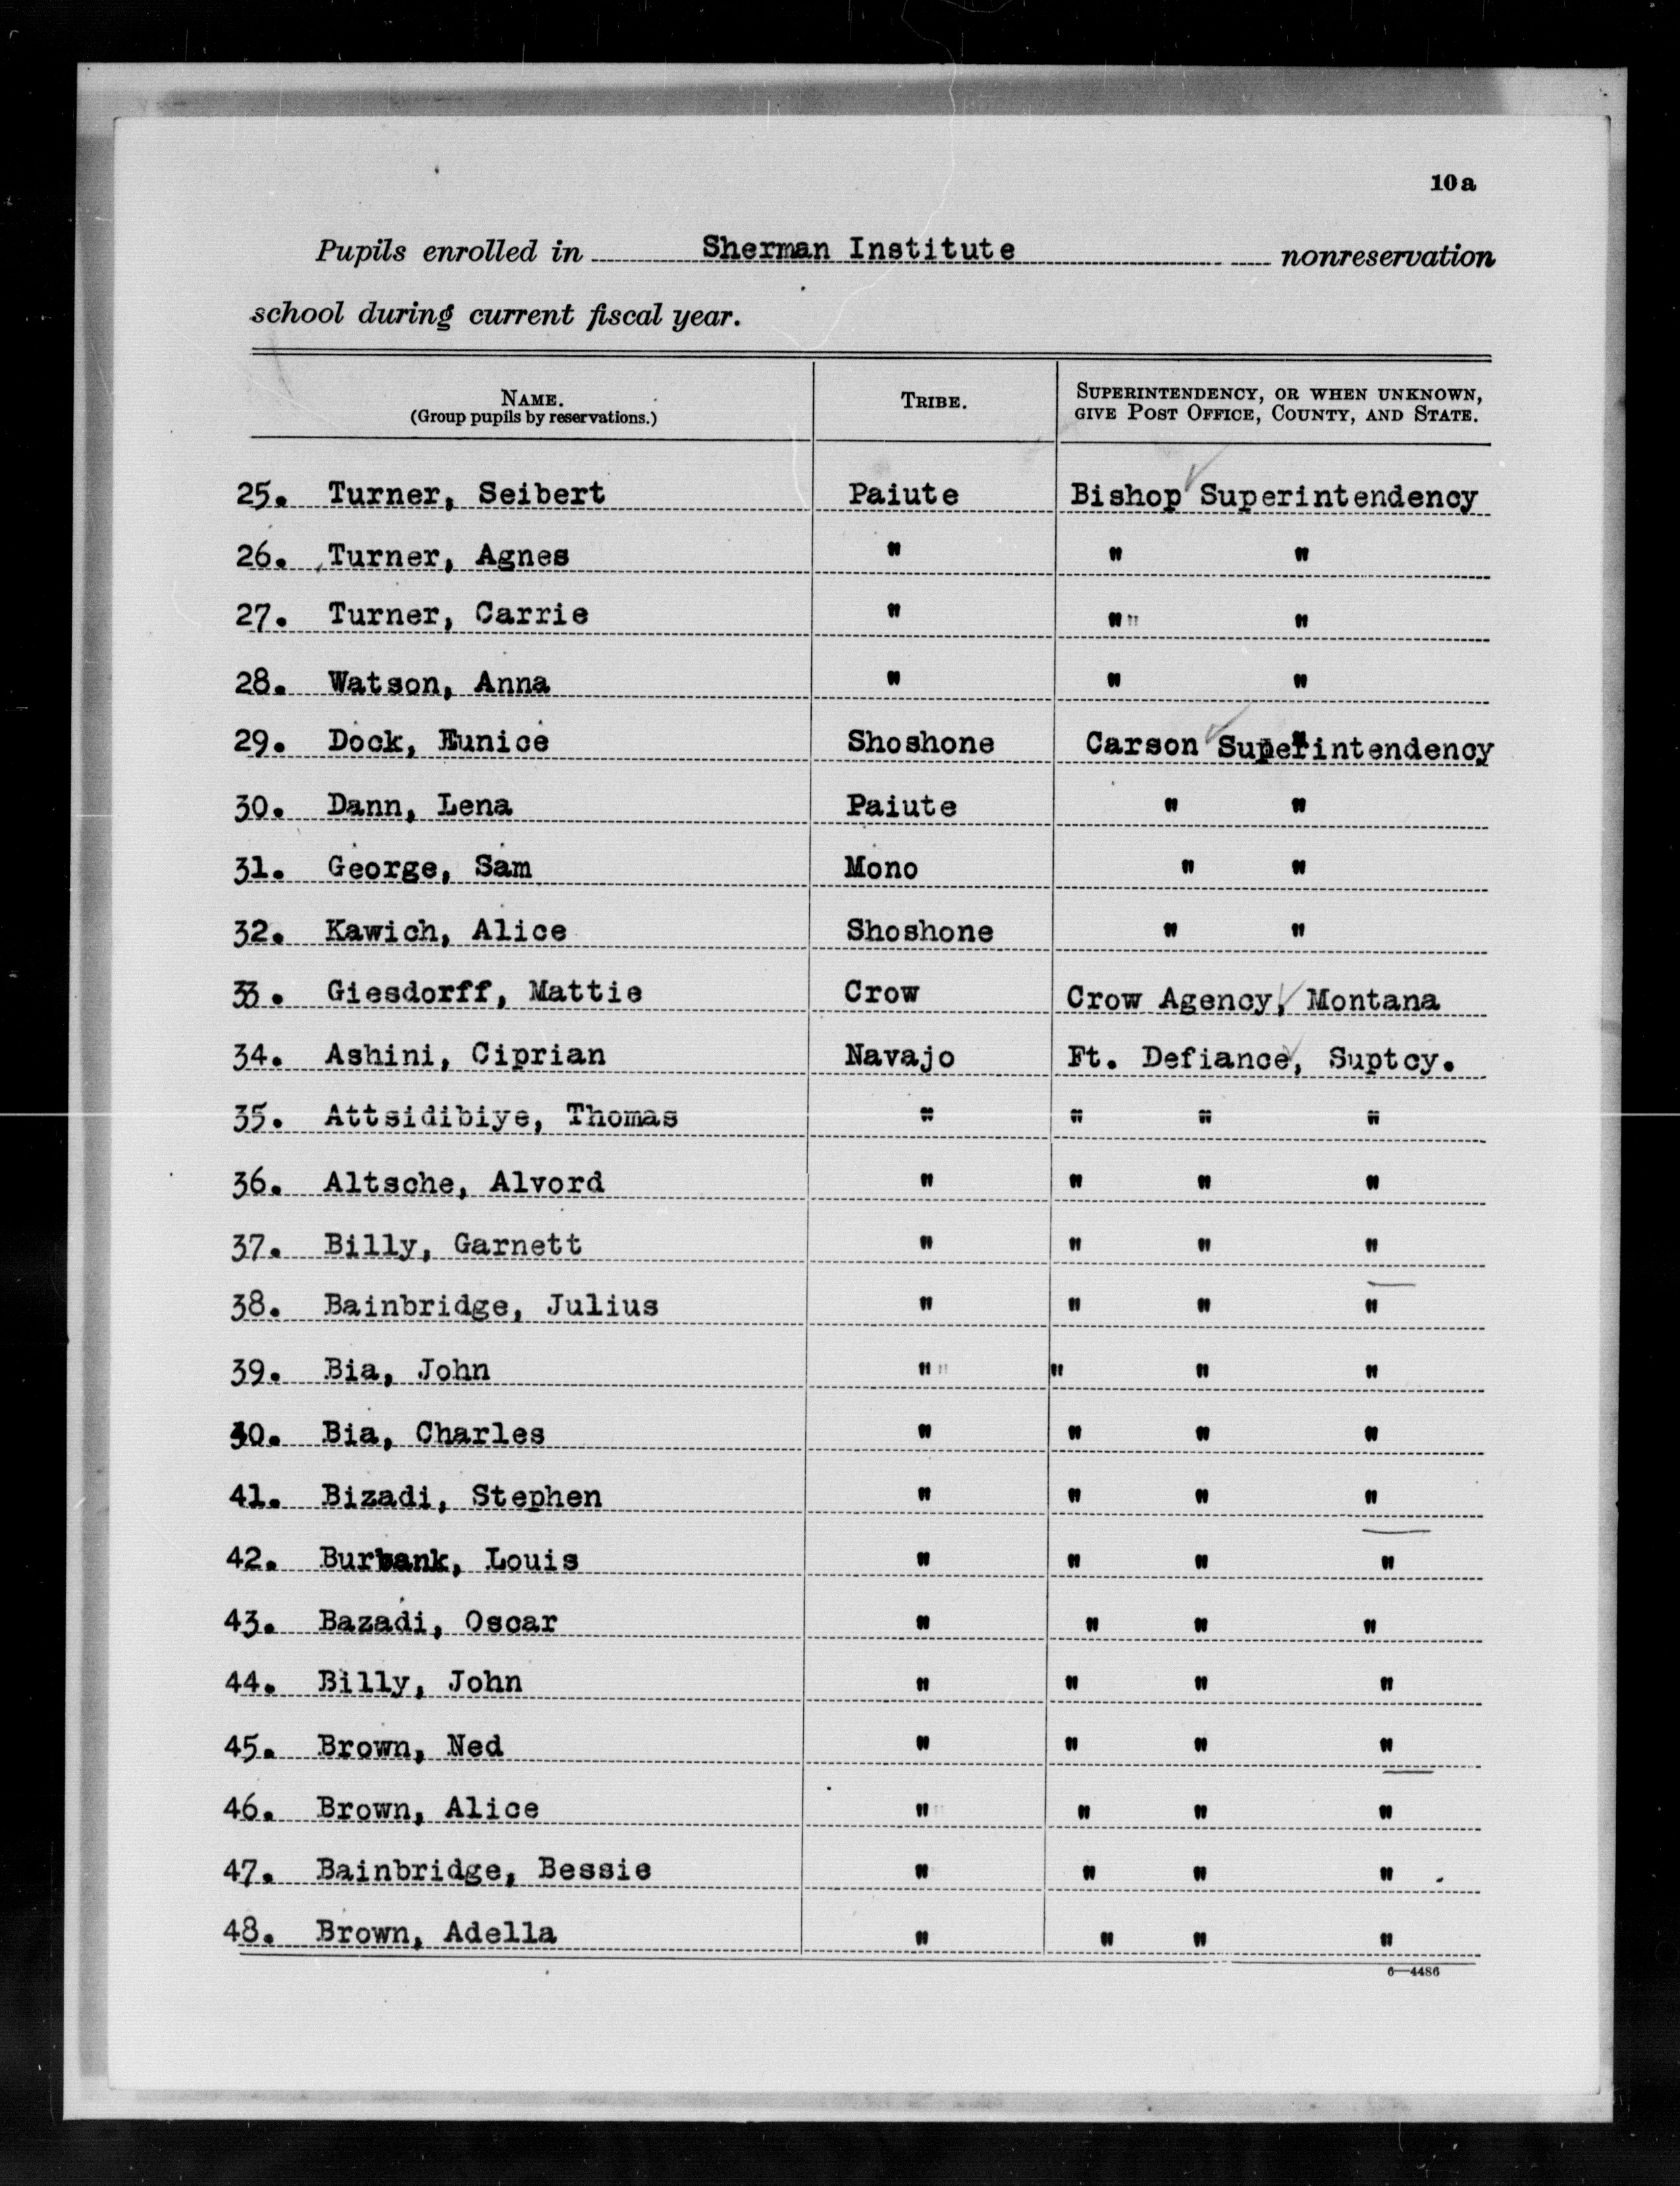 10a
Pupils enrolled in Sherman Institute nonreservation
school during current fiscal year.
NAME. TRIBE. SUPERINTENDENCY, OR WHEN UNKNOWN,
(Group pupils by reservations.) GIVE POST OFFICE, COUNTY, AND STATE.
25. Turner, Seibert Paiute Bishop Superintendency
26. Turner, Agnes " " "
27. Turner, Carrie " " " "
28. Watson, Anna " " "
29. Dock, Eunice Shoshone Carson Superintendency
30. Dann, Lena Paiute " "
31. George, Sam Mono " "
32. Kawich, Alice Shoshone " "
33. Giesdorff, Mattie Crow Crow Agency, Montana
34. Ashini, Ciprian Navajo Ft. Defiance, Suptcy.
35. Attsidibiye, Thomas " " " "
36. Altsche, Alvord " " " "
37. Billy, Garnett " " " "
38. Bainbridge, Julius " " " "
39. Bia, John " " " " "
40. Bia, Charles " " " "
41. Bizadi, Stephen " " " "
42. Burbank, Louis " " " "
43. Bazadi, Oscar " " " "
44. Billy, John " " " "
45. Brown, Ned " " " "
46. Brown, Alice " " " "
47. Bainbridge, Bessie " " " "
48. Brown, Adella " " " "
6—4486